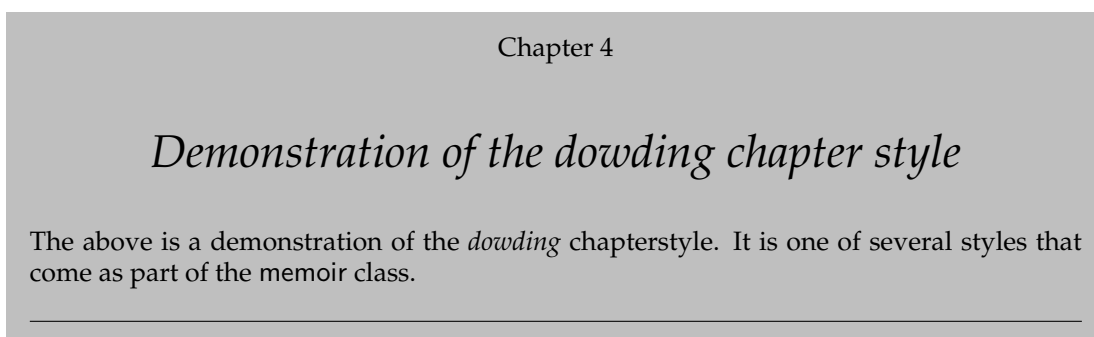 Chapter 4
Demonstration of the dowding chapter style
The above is a demonstration of the dowding chapterstyle. It is one of several styles that
come as part of the memoir class.